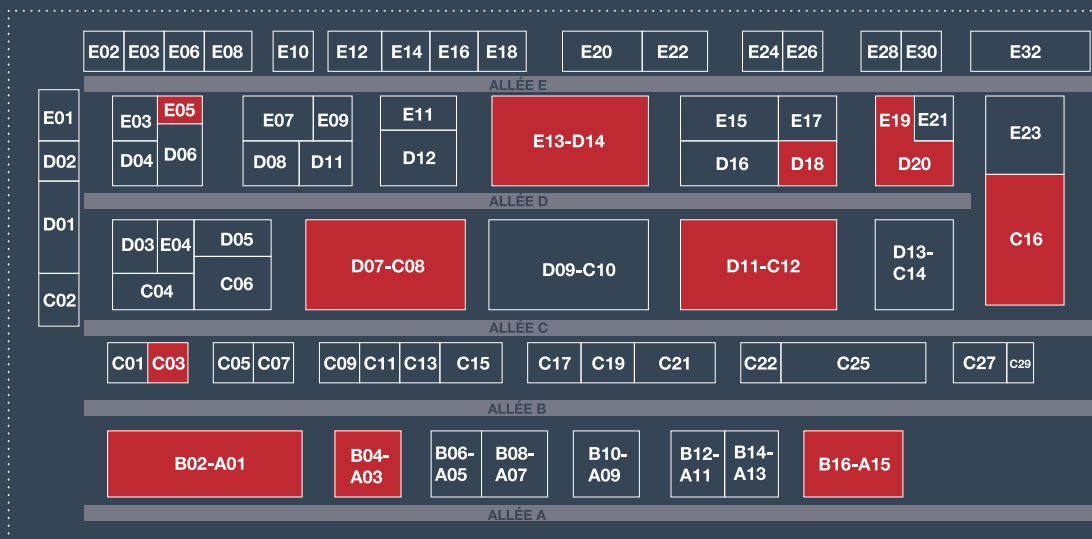 E02 E03 E06 E08 E10 E12 E14 E16 E18 E20 E22 E24 E26 E28 E30 E32
ALLÉE E
E01
D02
D01
C02
E03 E05
D04 D06
E07 E09
D08 D11
E11
D12
E13-D14
E15 E17
D16 D18
E19 E21
D20
E23
C16
ALLÉE D
D03 E04 D05
C04 C06
D07-C08
D09-C10
D11-C12
D13-
C14
ALLÉE C
C01 C03 C05 C07 C09 C11 C13 C15 C17 C19 C21 C22 C25 C27 C29
ALLÉE B
B02-A01
B04-
A03
B06-
A05
B08-
A07
B10-
A09
B12-
A11
B14-
A13
B16-A15
ALLÉE A